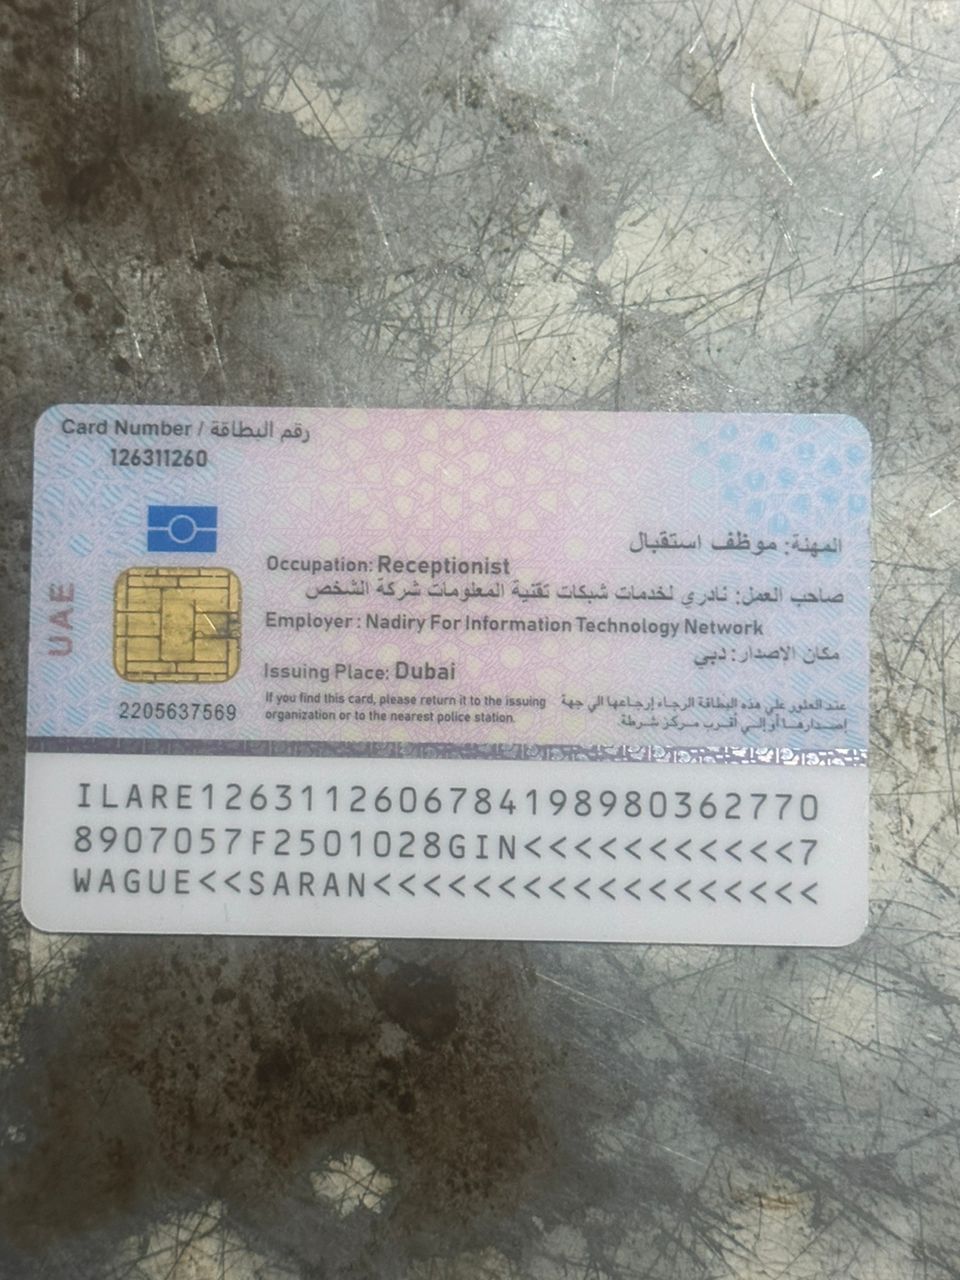 Card Number / رقم البطاقة
126311260
UAE
المهنة: موظف استقبال
Occupation: Receptionist
صاحب العمل: نادري لخدمات شبكات تقنية المعلومات شركة الشخص
Employer : Nadiry For Information Technology Network
مكان الاصدار: دبي
Issuing Place: Dubai
If you find this card, please return it to the issuing
organization or to the nearest police station.
عند العثور علي هذه البطاقة الرجاء إرجاعها الي جهة
إصدارها أو إلي أقرب مركز شرطة
2205637569
ILARE1263112606784198980362770
8907057F2501028GIN<<<<<<<<<<<7
WAGUE<<SARAN<<<<<<<<<<<<<<<<<<